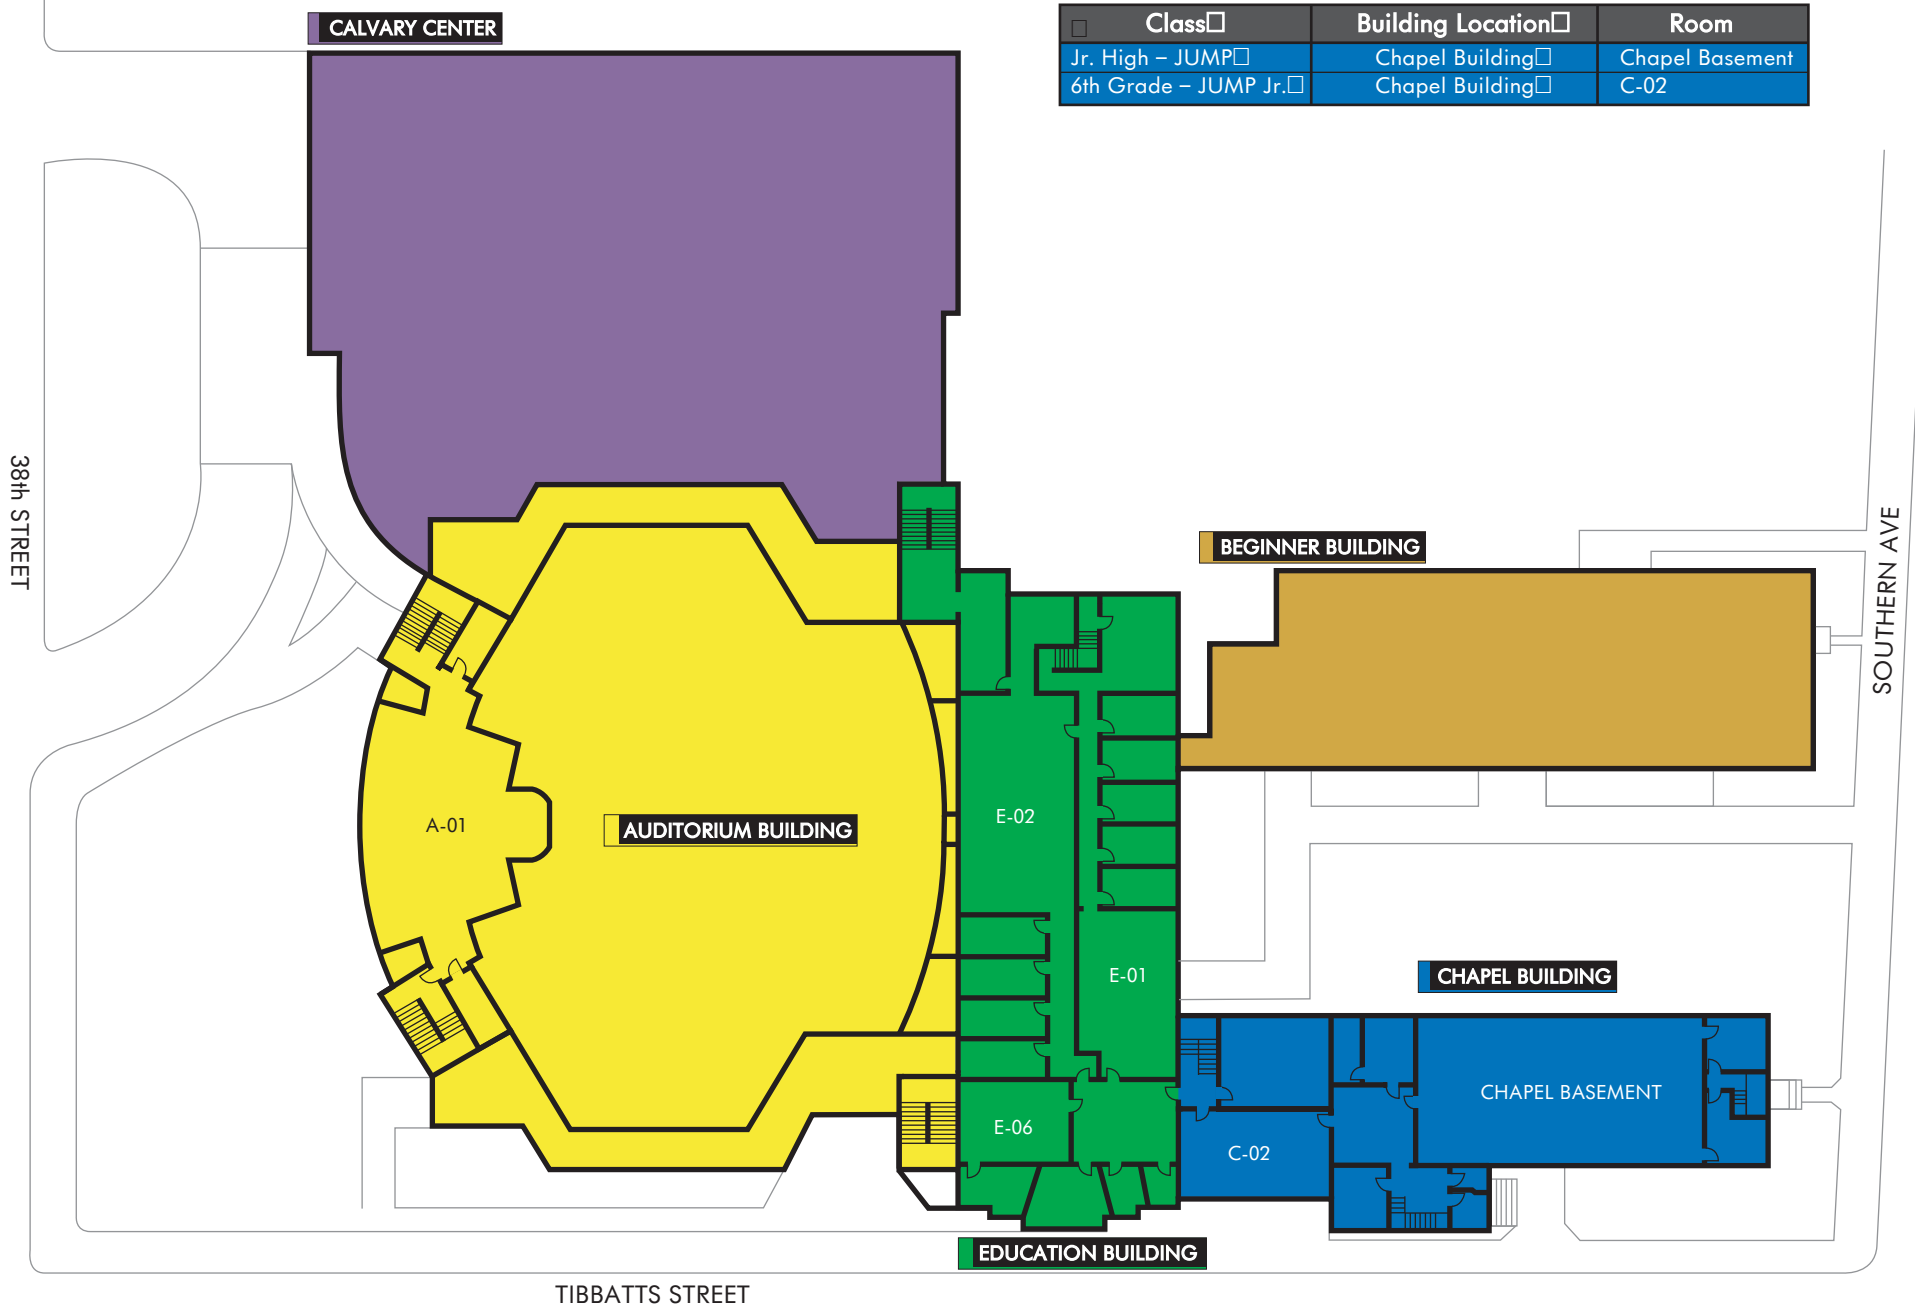 CALVARY CENTER
Class Building Location Room
Jr. High – JUMP Chapel Building Chapel Basement
6th Grade – JUMP Jr. Chapel Building C-02
38th STREET
SOUTHERN AVE
BEGINNER BUILDING
A-01
AUDITORIUM BUILDING
E-02
E-01
CHAPEL BUILDING
CHAPEL BASEMENT
E-06
C-02
EDUCATION BUILDING
TIBBATTS STREET